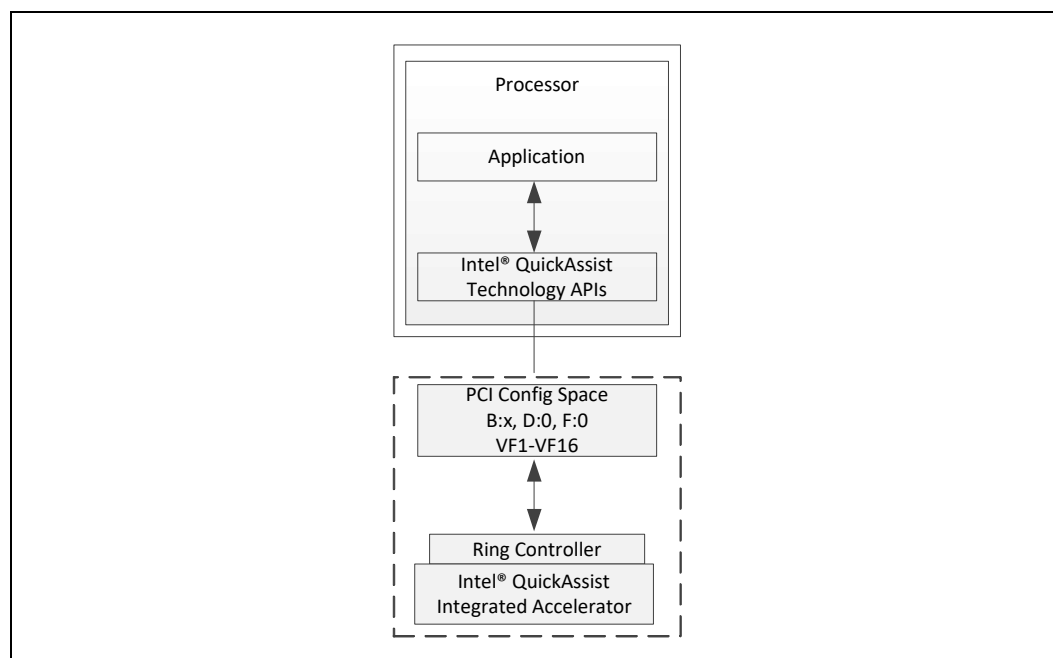 Processor
Application
Intel® QuickAssist
Technology APIs
PCI Config Space
B:x, D:0, F:0
VF1-VF16
Ring Controller
Intel® QuickAssist
Integrated Accelerator